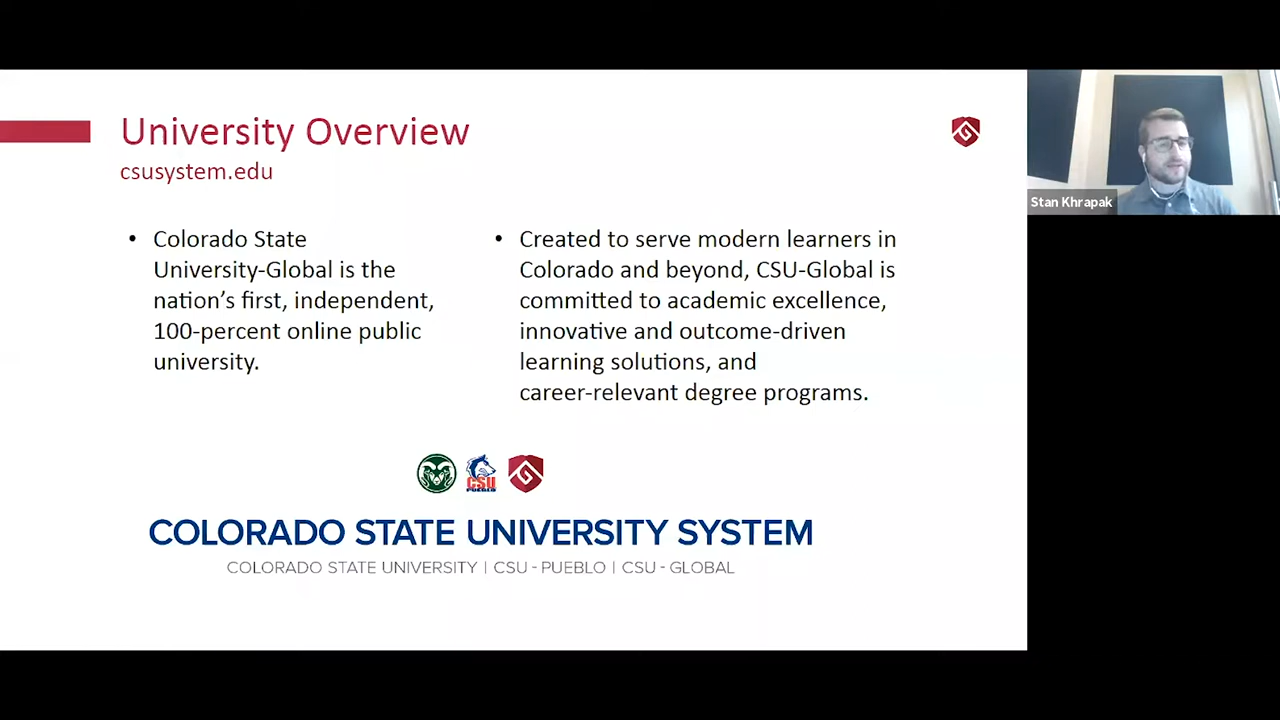 University Overview
csusystem.edu
• Colorado State
University-Global is the
nation's first, independent,
100-percent online public
university.
• Created to serve modern learners in
Colorado and beyond, CSU-Global is
committed to academic excellence,
innovative and outcome-driven
learning solutions, and
career-relevant degree programs.
CSU
PUEBLO
COLORADO STATE UNIVERSITY SYSTEM
COLORADO STATE UNIVERSITY | CSU - PUEBLO | CSU - GLOBAL
Stan Khrapak